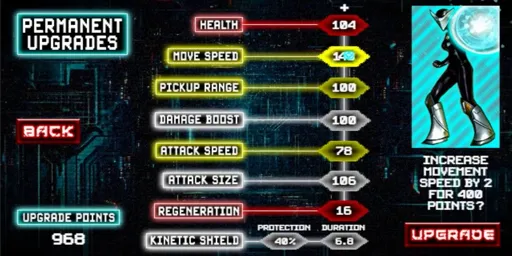 PERMANENT
UPGRADES
BACK
UPGRADE POINTS
968
+
HEALTH 104
MOVE SPEED
PICKUP RANGE 100
DAMAGE BOOST 100
ATTACK SPEED 78
ATTACK SIZE 106
REGENERATION 16
PROTECTION DURATION
KINETIC SHIELD 40% 6.8
INCREASE
MOVEMENT
SPEED BY 2
FOR 400
POINTS?
UPGRADE